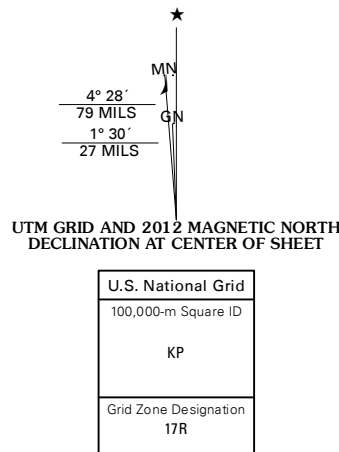 ★
MN
4° 28´
79 MILS
GN
1° 30´
27 MILS
UTM GRID AND 2012 MAGNETIC NORTH
DECLINATION AT CENTER OF SHEET
U.S. National Grid
100,000-m Square ID
KP
Grid Zone Designation
17R